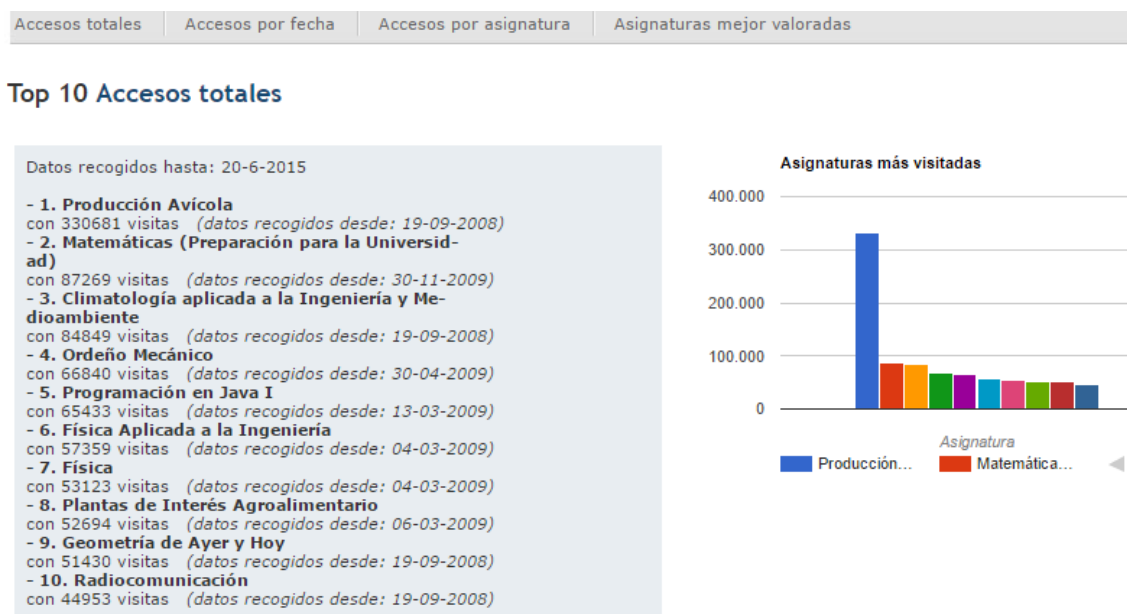 Accesos totales Accesos por fecha Accesos por asignatura Asignaturas mejor valoradas
Top 10 Accesos totales
Datos recogidos hasta: 20-6-2015
- 1. Producción Avícola
con 330681 visitas (datos recogidos desde: 19-09-2008)
- 2. Matemáticas (Preparación para la Universid-
ad)
con 87269 visitas (datos recogidos desde: 30-11-2009)
- 3. Climatología aplicada a la Ingeniería y Me-
dioambiente
con 84849 visitas (datos recogidos desde: 19-09-2008)
- 4. Ordeño Mecánico
con 66840 visitas (datos recogidos desde: 30-04-2009)
- 5. Programación en Java I
con 65433 visitas (datos recogidos desde: 13-03-2009)
- 6. Física Aplicada a la Ingeniería
con 57359 visitas (datos recogidos desde: 04-03-2009)
- 7. Física
con 53123 visitas (datos recogidos desde: 04-03-2009)
- 8. Plantas de Interés Agroalimentario
con 52694 visitas (datos recogidos desde: 06-03-2009)
- 9. Geometría de Ayer y Hoy
con 51430 visitas (datos recogidos desde: 19-09-2008)
- 10. Radiocomunicación
con 44953 visitas (datos recogidos desde: 19-09-2008)
Asignaturas más visitadas
400.000
300.000
200.000
100.000
0
Asignatura
Producción... Matemática...